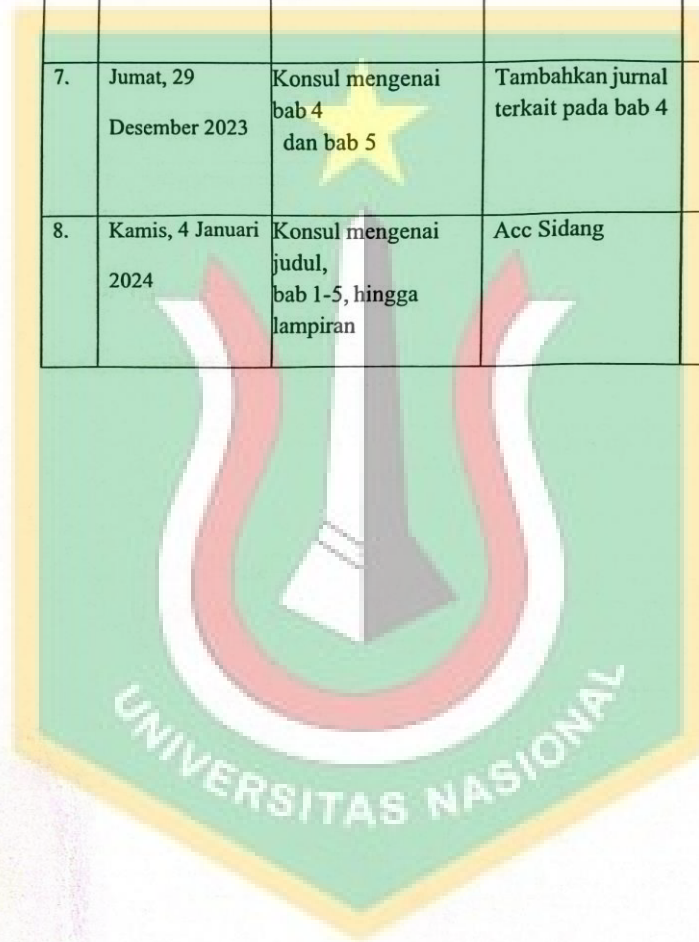 7. Jumat, 29 Konsul mengenai Tambahkan jurnal
bab 4 terkait pada bab 4
Desember 2023 dan bab 5
8. Kamis, 4 Januari Konsul mengenai Acc Sidang
judul,
2024 bab 1-5, hingga
lampiran
UNIVERSITAS NASIONAL